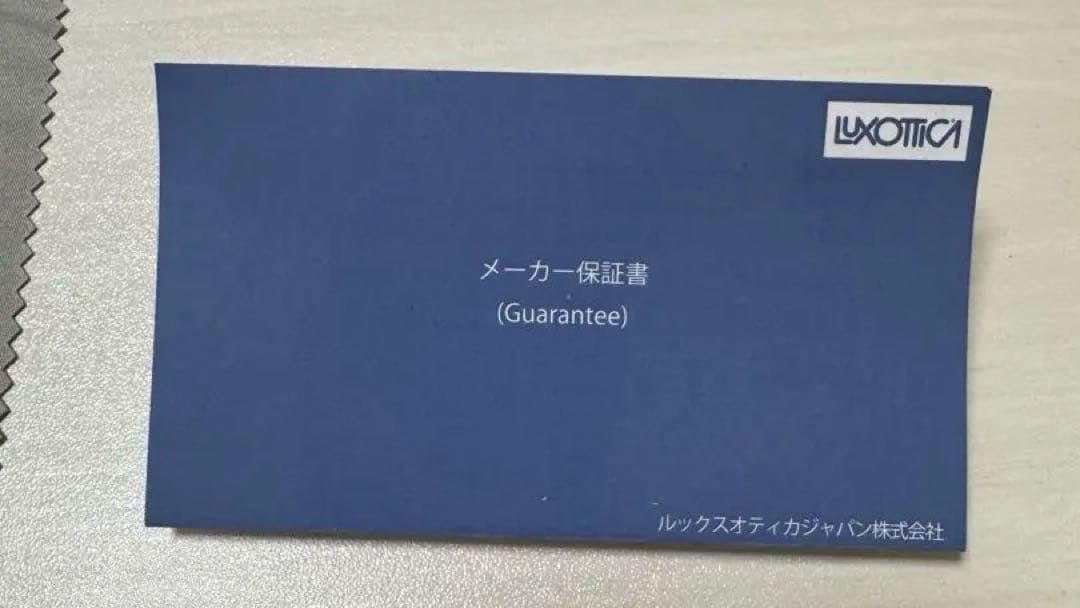 LUXOTTICA
メーカー保証書
(Guarantee)
ルックスオティカジャパン株式会社